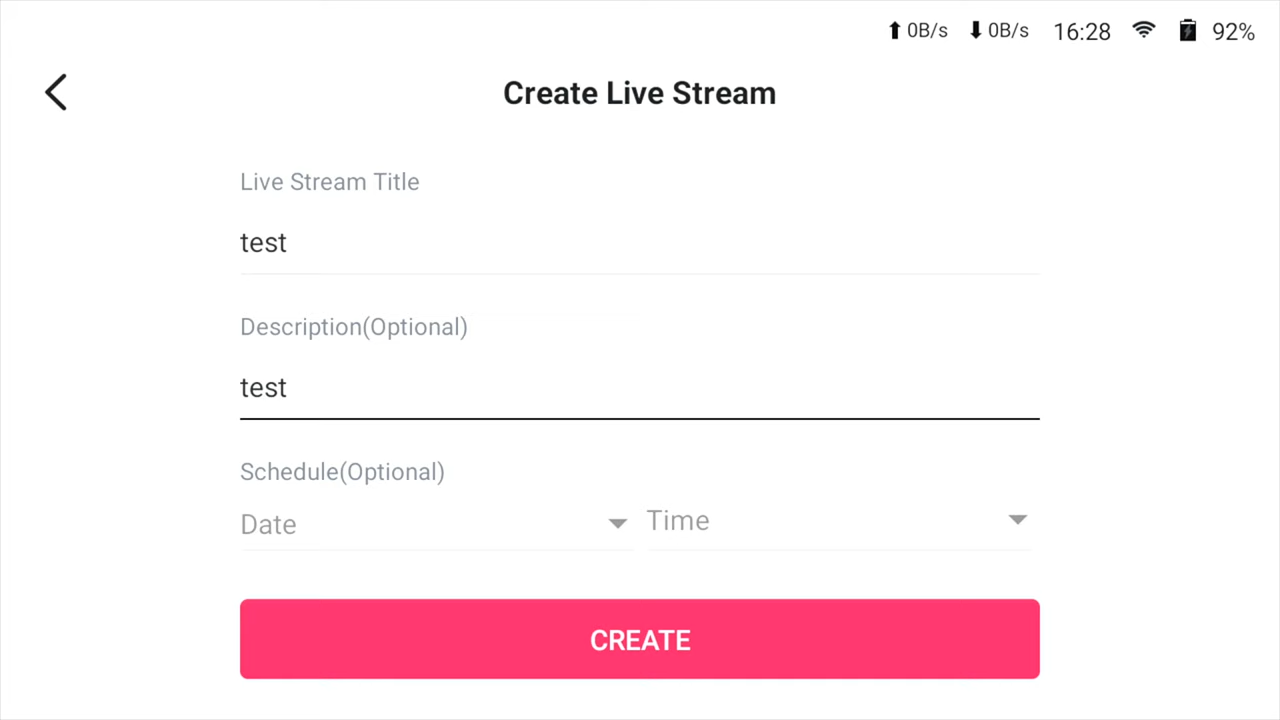 0B/s 0B/s 16:28 92%
Create Live Stream
Live Stream Title
test
Description(Optional)
test
Schedule(Optional)
Date Time
CREATE